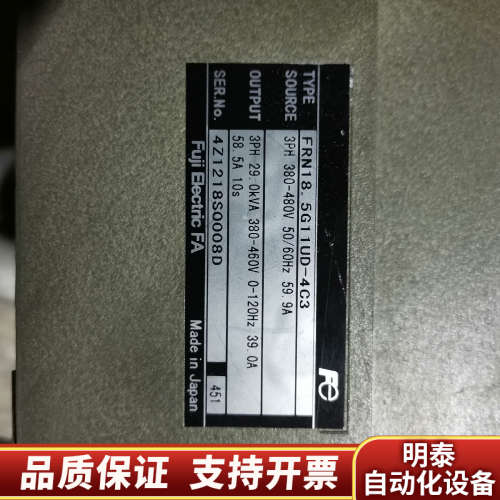 TYPE FRN18.5G11UD-4C3
SOURCE 3PH 380-480V 50/60Hz 59.9A
OUTPUT 3PH 29.0kVA 380-460V 0-120Hz 39.0A
58.5A 10s
SER.No. 4Z1218S0008D 451
Fuji Electric FA Made in Japan
Fe
品质保证 支持开票
明泰
自动化设备